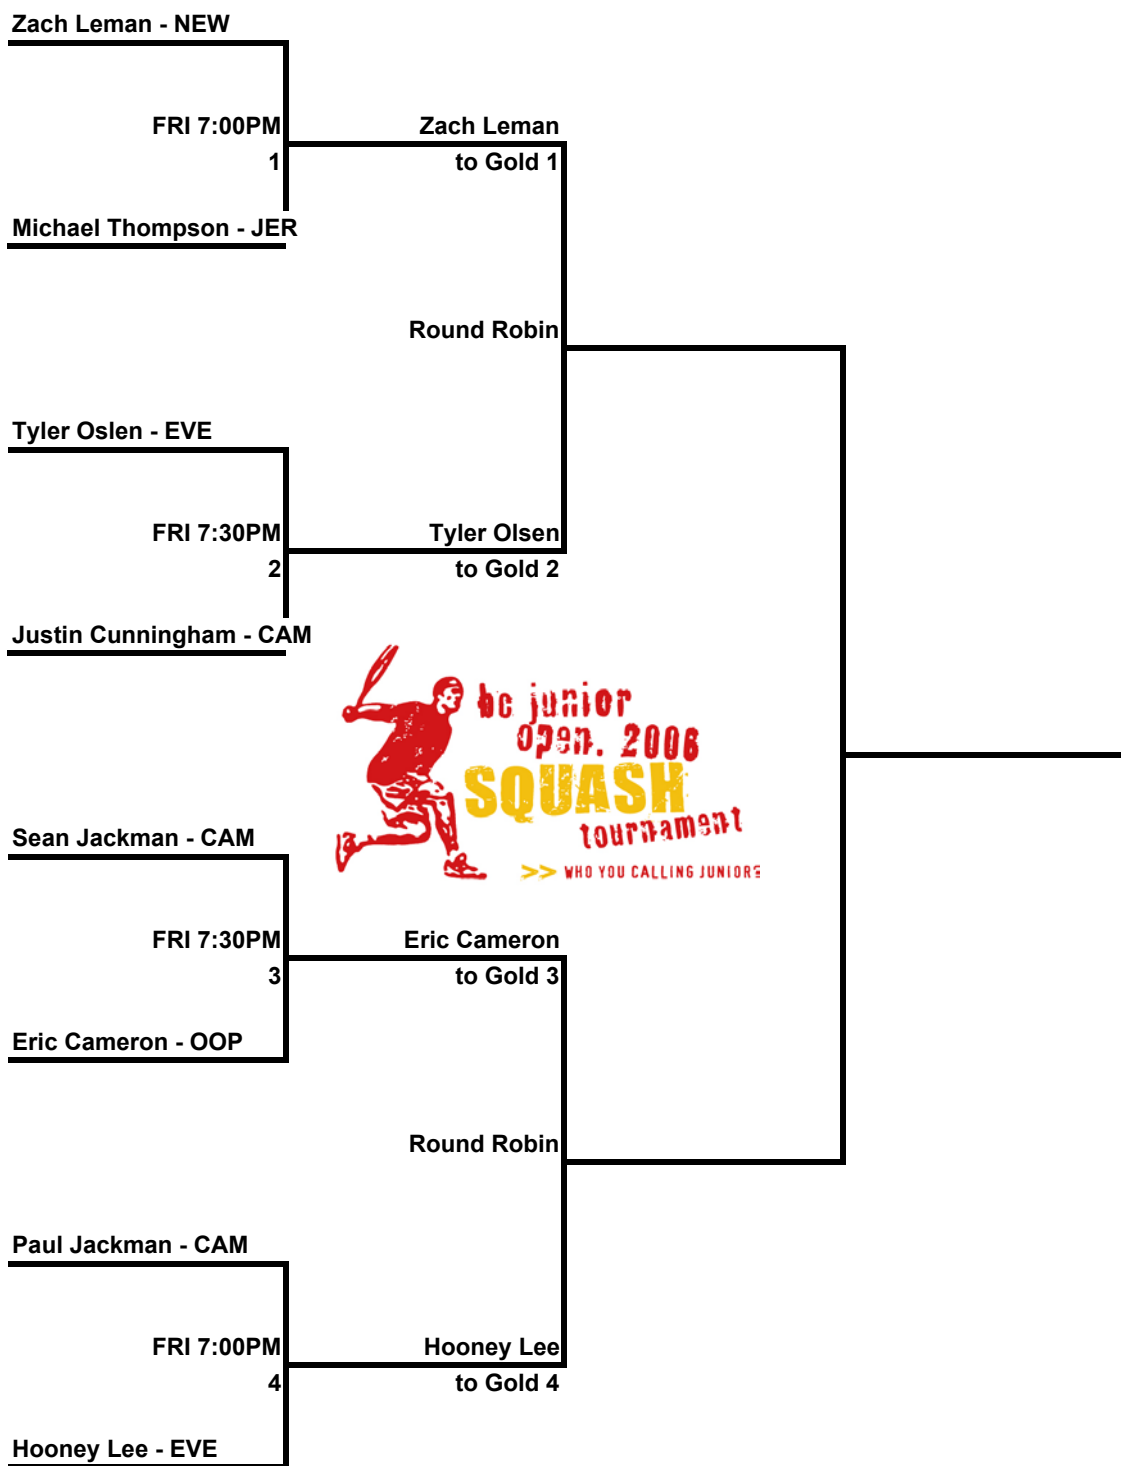 Zach Leman - NEW
FRI 7:00PM
Zach Leman
1
to Gold 1
Michael Thompson - JER
Round Robin
Tyler Oslen - EVE
FRI 7:30PM
Tyler Olsen
2
to Gold 2
Justin Cunningham - CAM
bc junior
open. 2006
SQUASH
tournament
>> WHO YOU CALLING JUNIOR?
Sean Jackman - CAM
FRI 7:30PM
Eric Cameron
3
to Gold 3
Eric Cameron - OOP
Round Robin
Paul Jackman - CAM
FRI 7:00PM
Hooney Lee
4
to Gold 4
Hooney Lee - EVE